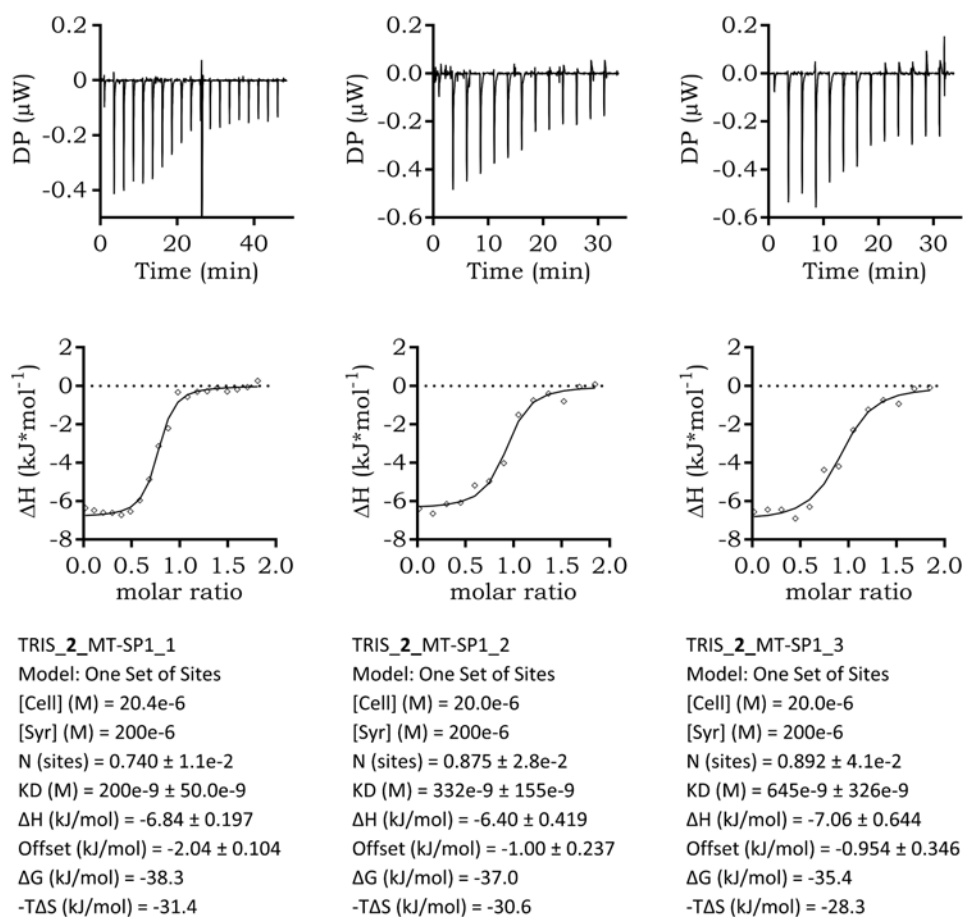 0.2
0
-0.2
-0.4
DP (µW)
0 20 40
Time (min)
0.2
0.0
-0.2
-0.4
-0.6
DP (µW)
0 10 20 30
Time (min)
0.2
0.0
-0.2
-0.4
-0.6
DP (µW)
0 10 20 30
Time (min)
2
0
-2
-4
-6
-8
ΔH (kJ*mol⁻¹)
0.0 0.5 1.0 1.5 2.0
molar ratio
2
0
-2
-4
-6
-8
ΔH (kJ*mol⁻¹)
0.0 0.5 1.0 1.5 2.0
molar ratio
2
0
-2
-4
-6
-8
ΔH (kJ*mol⁻¹)
0.0 0.5 1.0 1.5 2.0
molar ratio
TRIS_2_MT-SP1_1
Model: One Set of Sites
[Cell] (M) = 20.4e-6
[Syr] (M) = 200e-6
N (sites) = 0.740 ± 1.1e-2
KD (M) = 200e-9 ± 50.0e-9
ΔH (kJ/mol) = -6.84 ± 0.197
Offset (kJ/mol) = -2.04 ± 0.104
ΔG (kJ/mol) = -38.3
-TΔS (kJ/mol) = -31.4
TRIS_2_MT-SP1_2
Model: One Set of Sites
[Cell] (M) = 20.0e-6
[Syr] (M) = 200e-6
N (sites) = 0.875 ± 2.8e-2
KD (M) = 332e-9 ± 155e-9
ΔH (kJ/mol) = -6.40 ± 0.419
Offset (kJ/mol) = -1.00 ± 0.237
ΔG (kJ/mol) = -37.0
-TΔS (kJ/mol) = -30.6
TRIS_2_MT-SP1_3
Model: One Set of Sites
[Cell] (M) = 20.0e-6
[Syr] (M) = 200e-6
N (sites) = 0.892 ± 4.1e-2
KD (M) = 645e-9 ± 326e-9
ΔH (kJ/mol) = -7.06 ± 0.644
Offset (kJ/mol) = -0.954 ± 0.346
ΔG (kJ/mol) = -35.4
-TΔS (kJ/mol) = -28.3